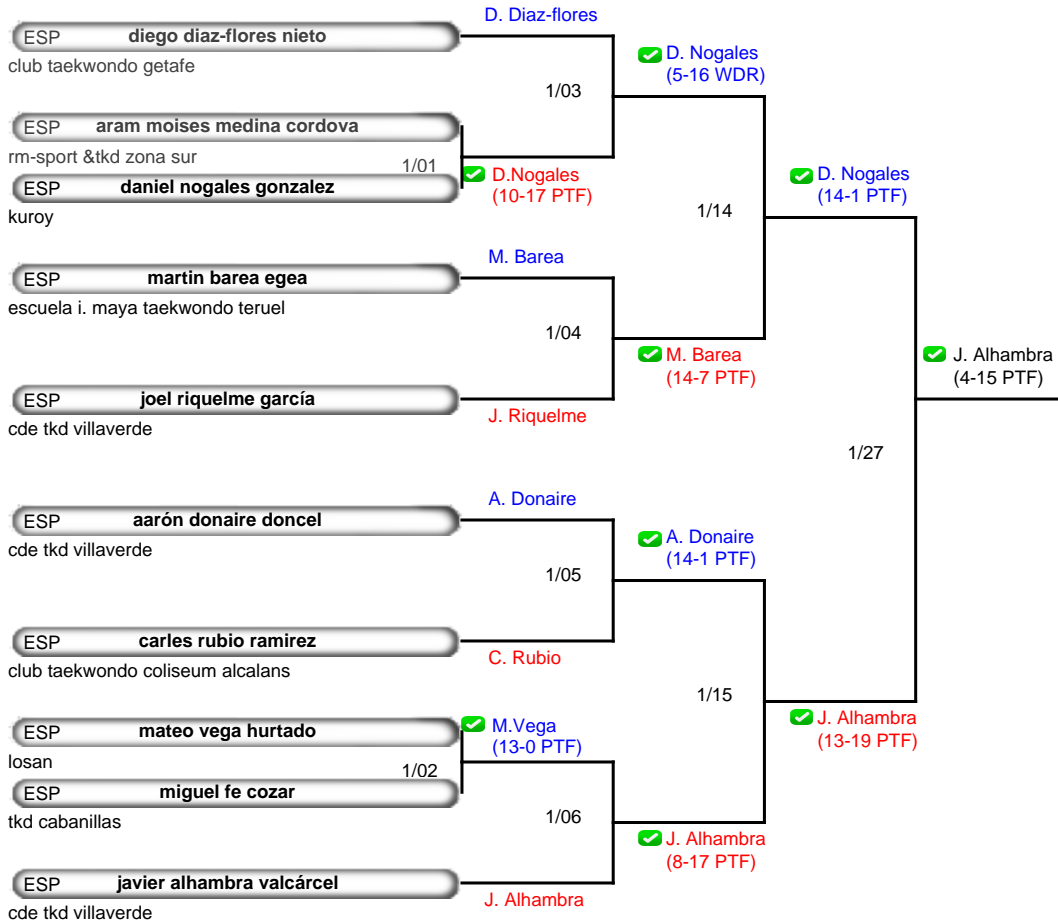 D. Diaz-flores
ESP diego diaz-flores nieto
club taekwondo getafe
D. Nogales
(5-16 WDR)
1/03
ESP aram moises medina cordova
rm-sport &tkd zona sur
1/01
D.Nogales
(10-17 PTF)
ESP daniel nogales gonzalez
kuroy
D. Nogales
(14-1 PTF)
1/14
M. Barea
ESP martin barea egea
escuela i. maya taekwondo teruel
1/04
M. Barea
(14-7 PTF)
J. Alhambra
(4-15 PTF)
ESP joel riquelme garcía
cde tkd villaverde
J. Riquelme
1/27
A. Donaire
ESP aarón donaire doncel
cde tkd villaverde
A. Donaire
(14-1 PTF)
1/05
ESP carles rubio ramirez
club taekwondo coliseum alcalans
C. Rubio
1/15
ESP mateo vega hurtado
losan
M.Vega
(13-0 PTF)
J. Alhambra
(13-19 PTF)
1/02
ESP miguel fe cozar
tkd cabanillas
1/06
J. Alhambra
(8-17 PTF)
ESP javier alhambra valcárcel
cde tkd villaverde
J. Alhambra